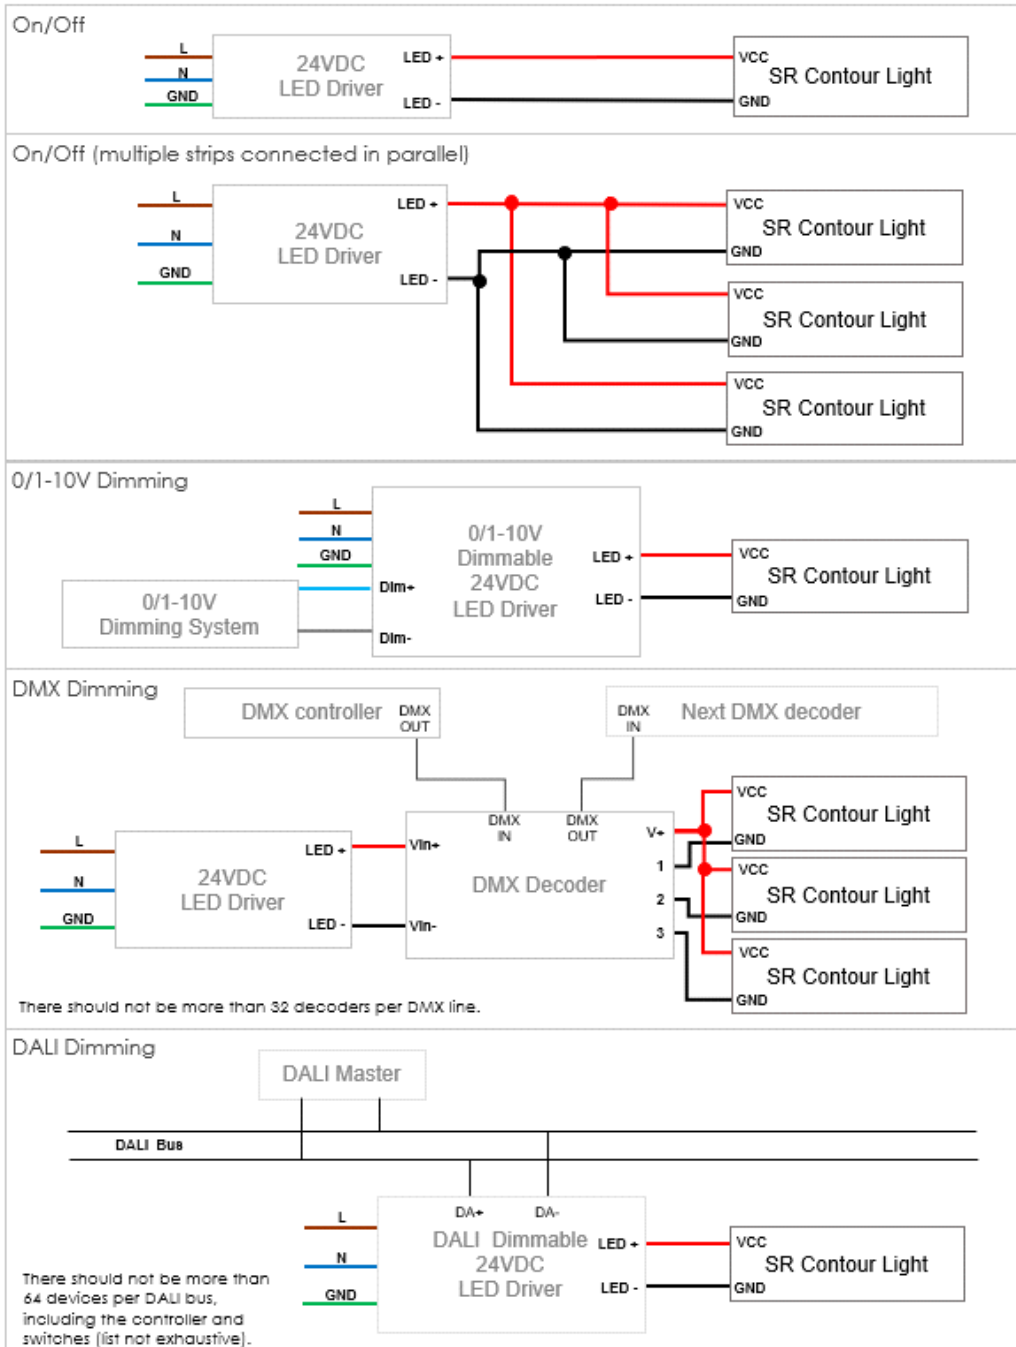 On/Off
L
N
GND
24VDC
LED Driver
LED +
LED -
VCC
SR Contour Light
GND
On/Off (multiple strips connected in parallel)
L
N
GND
24VDC
LED Driver
LED +
LED -
VCC
SR Contour Light
GND
VCC
SR Contour Light
GND
VCC
SR Contour Light
GND
0/1-10V Dimming
L
N
GND
0/1-10V
Dimming System
Dim+
Dim-
0/1-10V
Dimmable
24VDC
LED Driver
LED +
LED -
VCC
SR Contour Light
GND
DMX Dimming
DMX controller
DMX
OUT
DMX
IN
Next DMX decoder
L
N
GND
24VDC
LED Driver
LED +
LED -
Vin+
Vin-
DMX
IN
DMX
OUT
DMX Decoder
V+
1
2
3
VCC
SR Contour Light
GND
VCC
SR Contour Light
GND
VCC
SR Contour Light
GND
There should not be more than 32 decoders per DMX line.
DALI Dimming
DALI Master
DALI Bus
L
N
GND
DA+
DA-
DALI Dimmable
24VDC
LED Driver
LED +
LED -
VCC
SR Contour Light
GND
There should not be more than
64 devices per DALI bus,
including the controller and
switches (list not exhaustive).